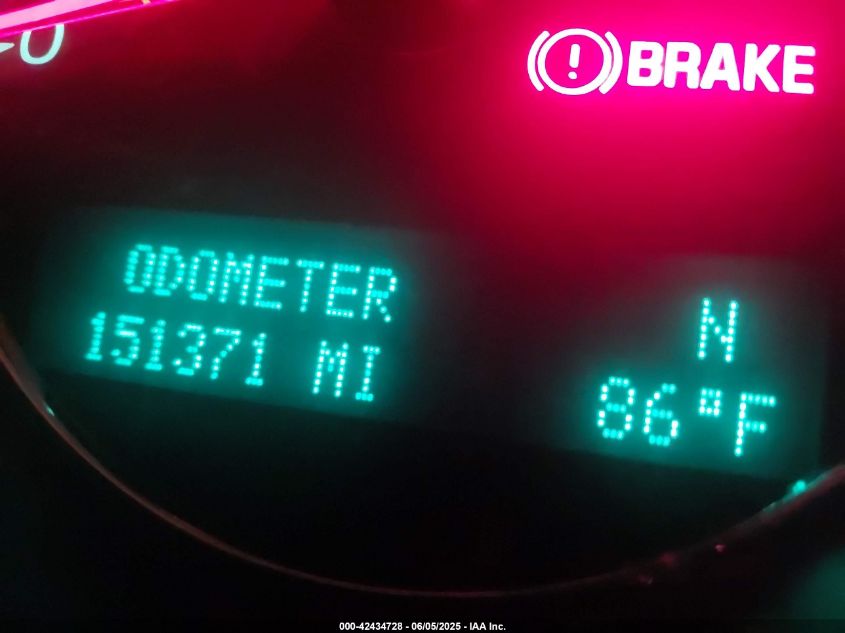 BRAKE
ODOMETER
151371 MI
N
86°F
000-42434728 - 06/05/2025 - IAA Inc.